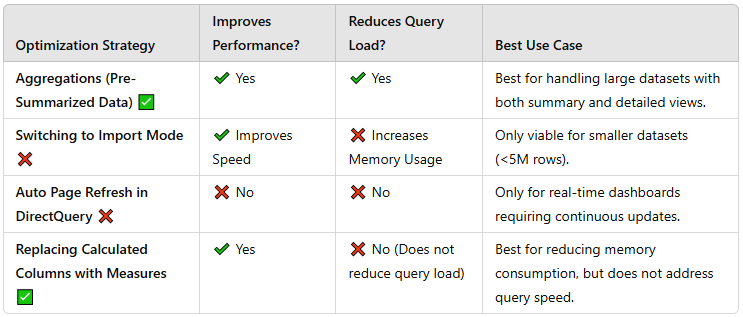 Optimization Strategy
Improves
Performance?
Reduces Query
Load?
Best Use Case
Aggregations (Pre-
Summarized Data) ✅
✔ Yes
✔ Yes
Best for handling large datasets with
both summary and detailed views.
Switching to Import Mode
❌
✔ Improves
Speed
❌ Increases
Memory Usage
Only viable for smaller datasets
(<5M rows).
Auto Page Refresh in
DirectQuery ❌
❌ No
❌ No
Only for real-time dashboards
requiring continuous updates.
Replacing Calculated
Columns with Measures
✅
✔ Yes
❌ No (Does not
reduce query load)
Best for reducing memory
consumption, but does not address
query speed.